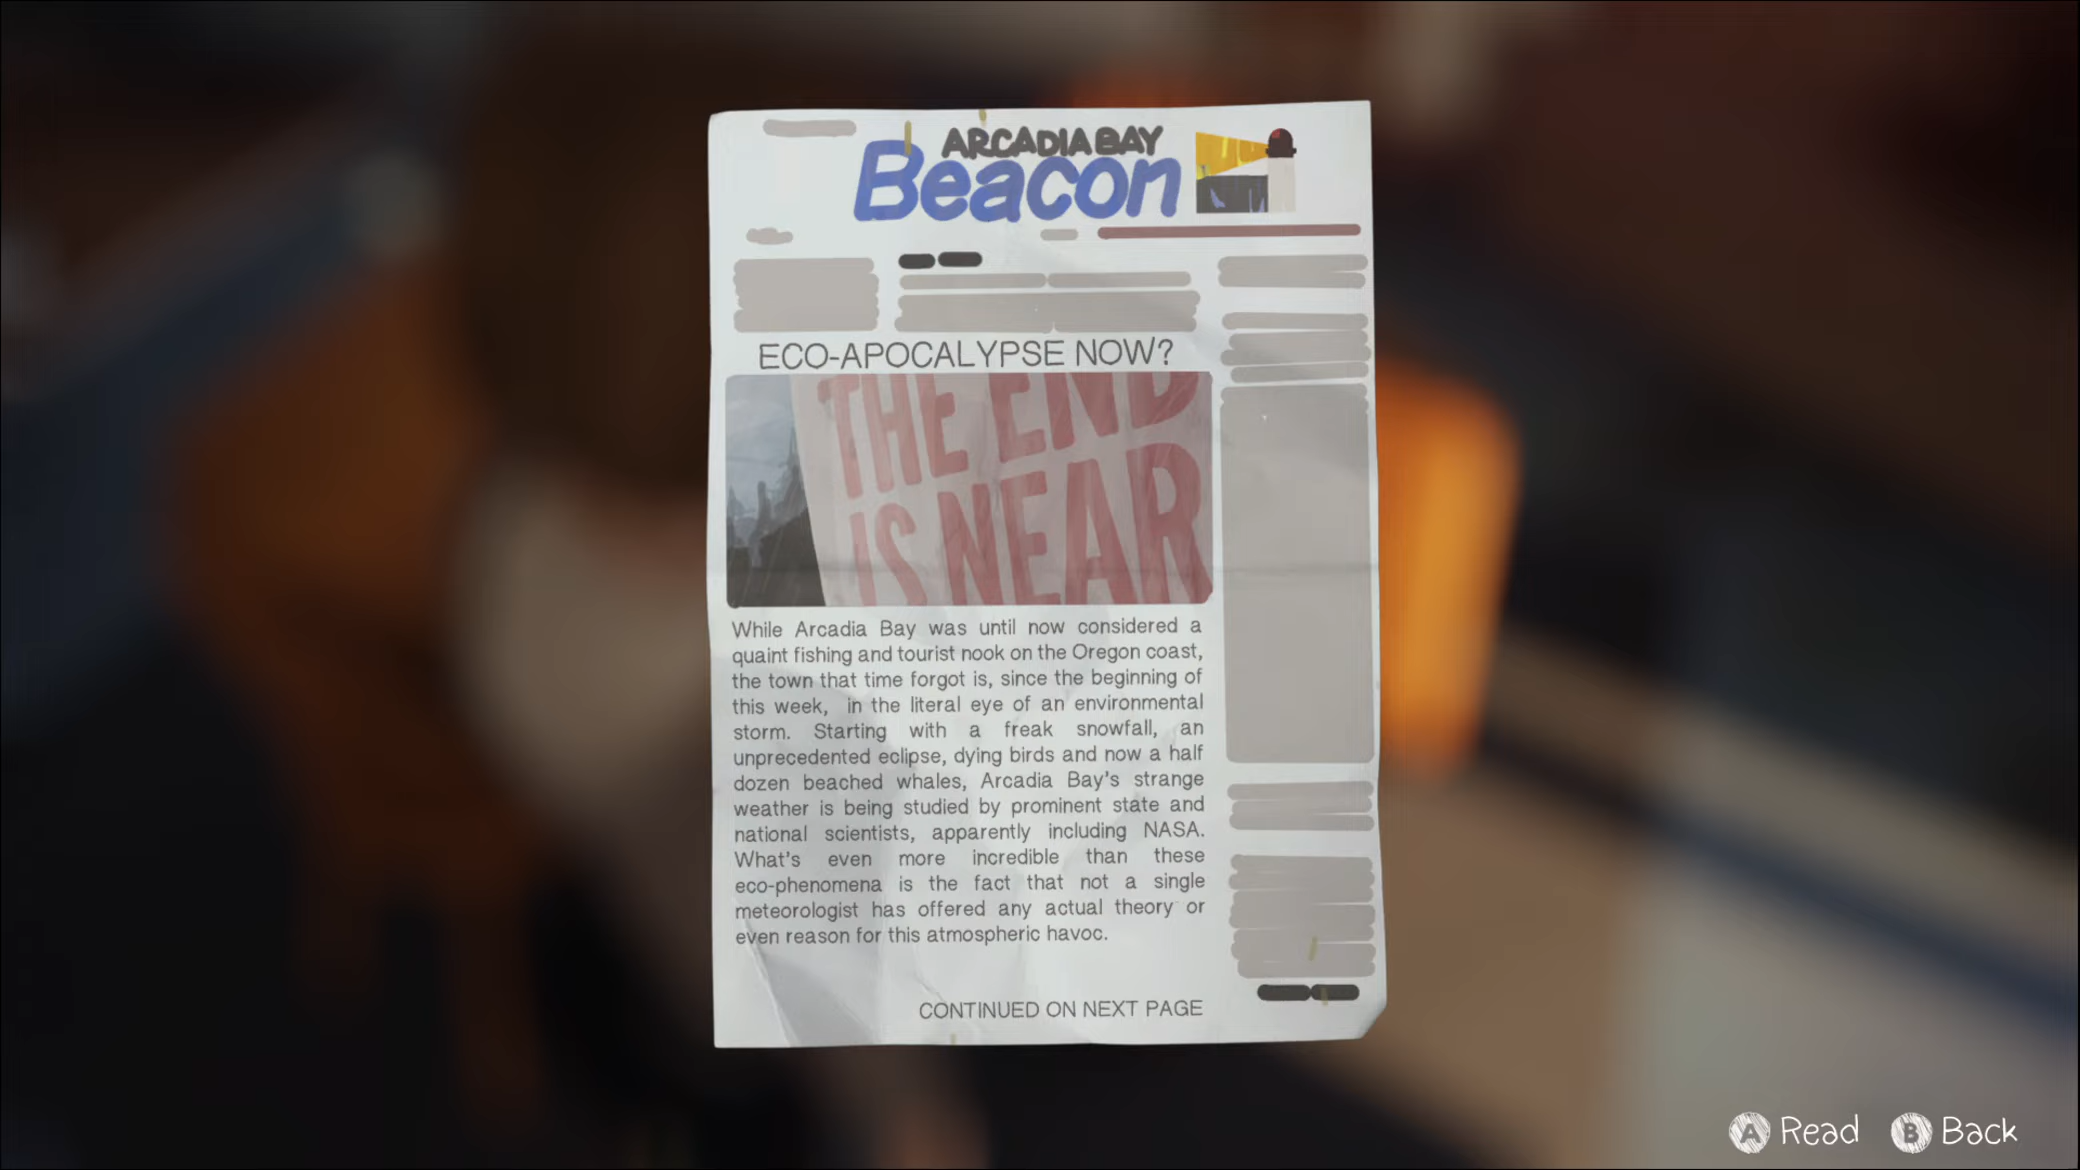 ARCADIA BAY
Beacon
ECO-APOCALYPSE NOW?
THE END
IS NEAR
While Arcadia Bay was until now considered a
quaint fishing and tourist nook on the Oregon coast,
the town that time forgot is, since the beginning of
this week, in the literal eye of an environmental
storm. Starting with a freak snowfall, an
unprecedented eclipse, dying birds and now a half
dozen beached whales, Arcadia Bay's strange
weather is being studied by prominent state and
national scientists, apparently including NASA.
What's even more incredible than these
eco-phenomena is the fact that not a single
meteorologist has offered any actual theory or
even reason for this atmospheric havoc.
CONTINUED ON NEXT PAGE
A Read B Back